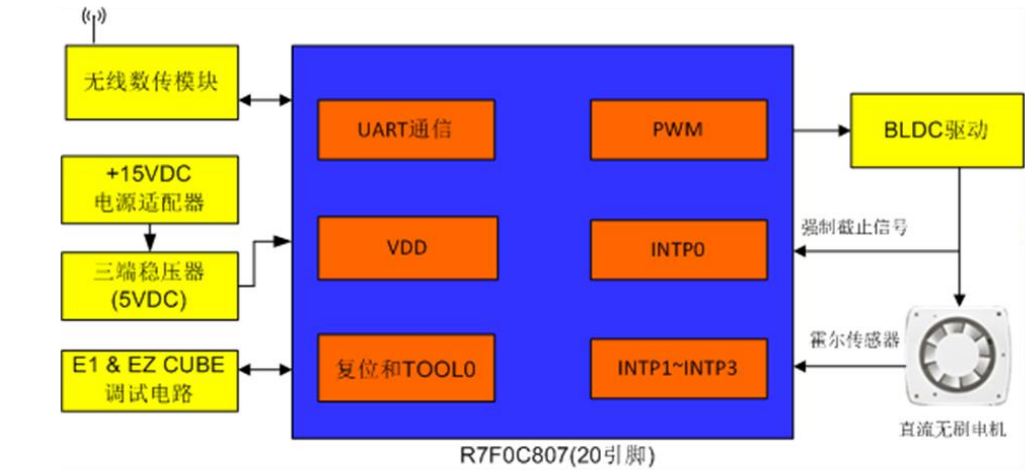 无线数传模块
+15VDC
电源适配器
三端稳压器
(5VDC)
E1 & EZ CUBE
调试电路
UART通信
VDD
复位和TOOL0
PWM
INTP0
INTP1~INTP3
R7F0C807(20引脚)
BLDC驱动
强制截止信号
霍尔传感器
直流无刷电机